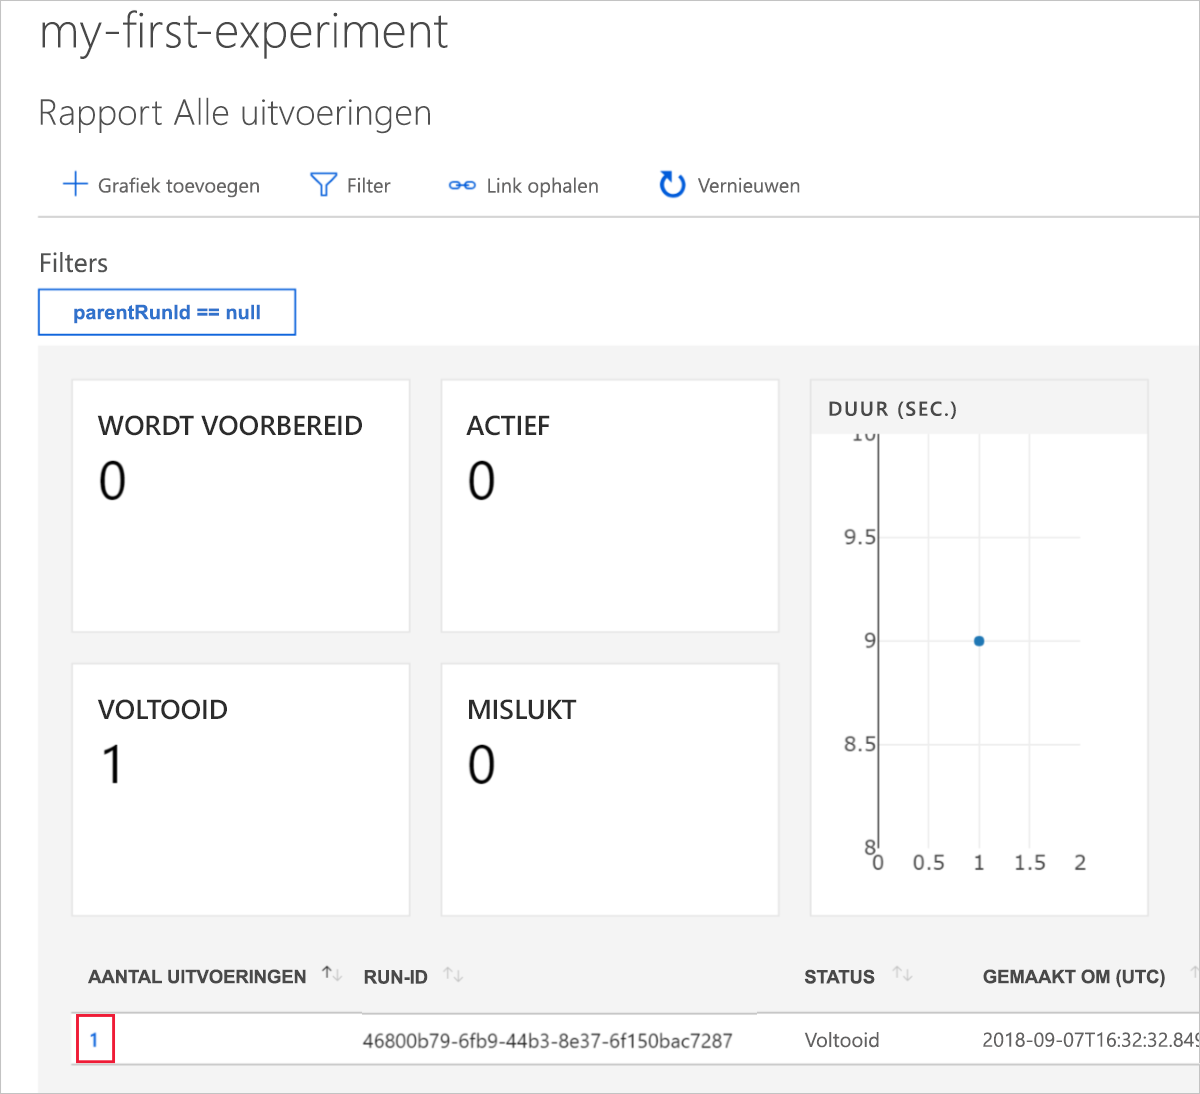 my-first-experiment
Rapport Alle uitvoeringen
Grafiek toevoegen Filter Link ophalen Vernieuwen
Filters
parentRunId == null
WORDT VOORBEREID
0
ACTIEF
0
DUUR (SEC.)
10
9.5
9
8.5
8
0 0.5 1 1.5 2
VOLTOOID
1
MISLUKT
0
AANTAL UITVOERINGEN RUN-ID STATUS GEMAAKT OM (UTC)
1 46800b79-6fb9-44b3-8e37-6f150bac7287 Voltooid 2018-09-07T16:32:32.849